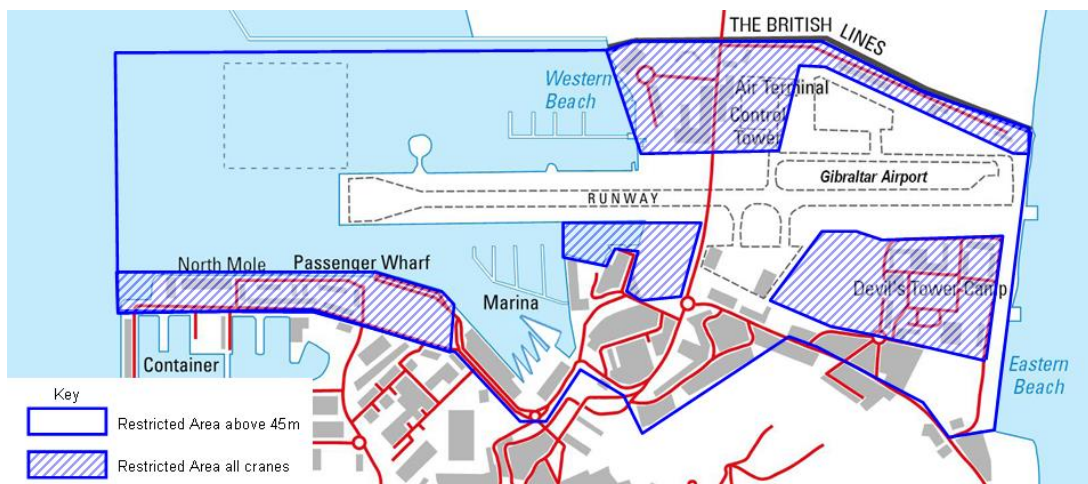 THE BRITISH LINES
Western
Beach
Air Terminal
Control
Tower
Gibraltar Airport
RUNWAY
North Mole
Passenger Wharf
Marina
Devil's Tower Camp
Container
Eastern
Beach
Key
Restricted Area above 45m
Restricted Area all cranes